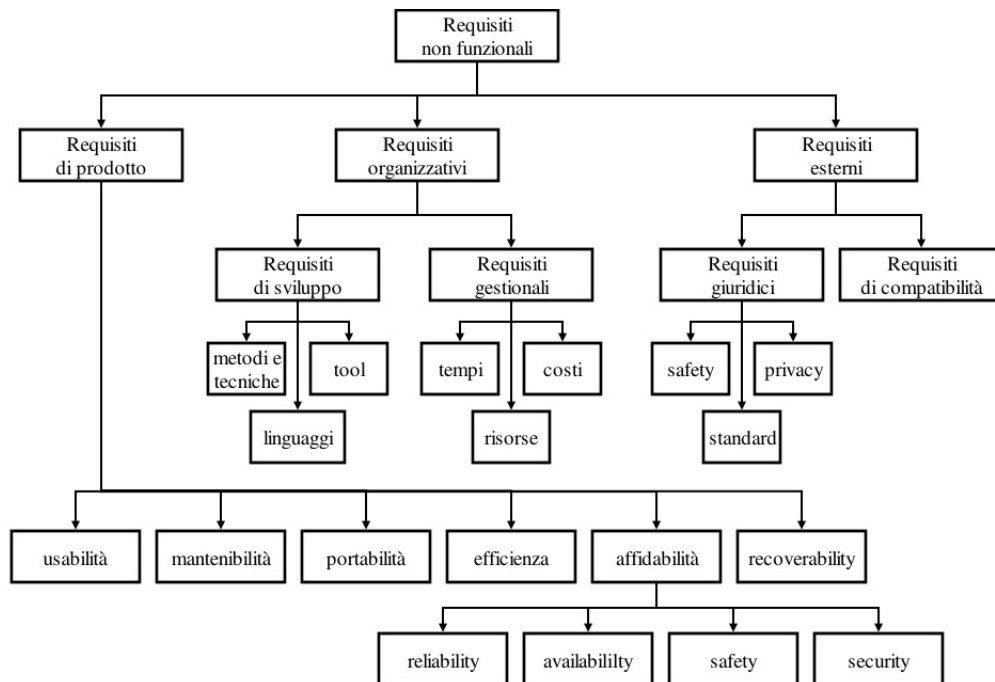 Requisiti
non funzionali
Requisiti
di prodotto
Requisiti
organizzativi
Requisiti
esterni
Requisiti
di sviluppo
Requisiti
gestionali
Requisiti
giuridici
Requisiti
di compatibilità
metodi e
tecniche
tool
tempi
costi
safety
privacy
linguaggi
risorse
standard
usabilità
mantenibilità
portabilità
efficienza
affidabilità
recoverability
reliability
availabililty
safety
security